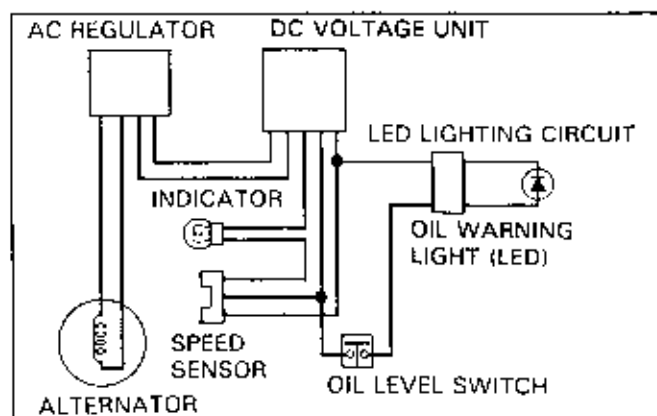 AC REGULATOR
DC VOLTAGE UNIT
LED LIGHTING CIRCUIT
INDICATOR
OIL WARNING
LIGHT (LED)
SPEED
SENSOR
OIL LEVEL SWITCH
ALTERNATOR